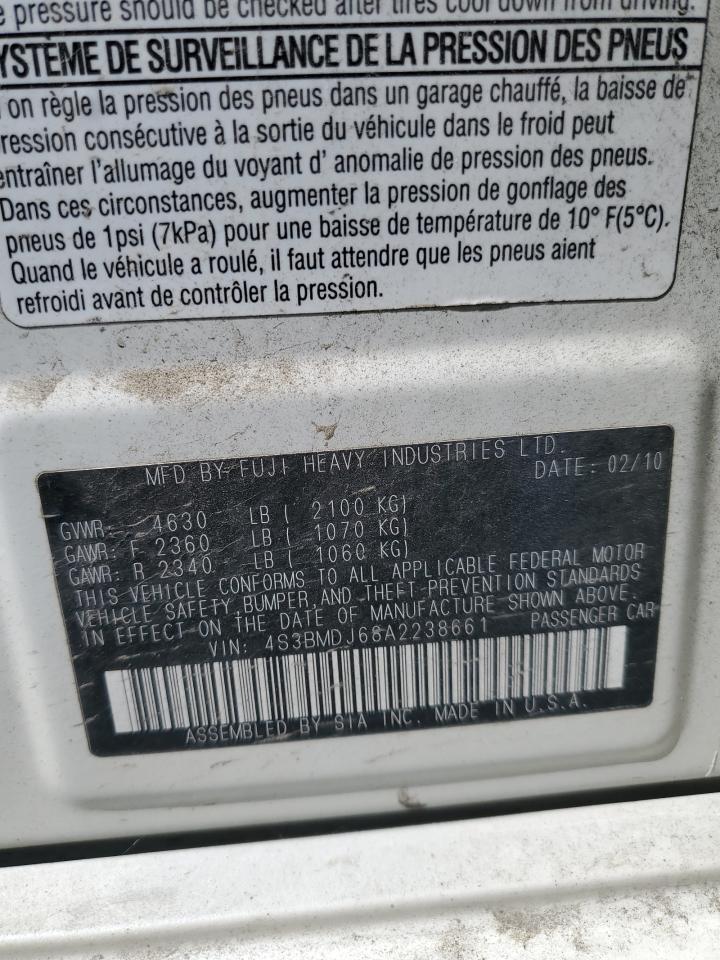 e pressure should be checked after tires cool down from driving.
YSTÈME DE SURVEILLANCE DE LA PRESSION DES PNEUS
on règle la pression des pneus dans un garage chauffé, la baisse de
ression consécutive à la sortie du véhicule dans le froid peut
entraîner l'allumage du voyant d' anomalie de pression des pneus.
Dans ces circonstances, augmenter la pression de gonflage des
pneus de 1psi (7kPa) pour une baisse de température de 10° F(5°C).
Quand le véhicule a roulé, il faut attendre que les pneus aient
refroidi avant de contrôler la pression.
MFD BY FUJI HEAVY INDUSTRIES LTD.
DATE: 02/10
GVWR: 4630 LB ( 2100 KG)
GAWR: F 2360 LB ( 1070 KG)
GAWR: R 2340 LB ( 1060 KG)
THIS VEHICLE CONFORMS TO ALL APPLICABLE FEDERAL MOTOR
VEHICLE SAFETY, BUMPER, AND THEFT PREVENTION STANDARDS
IN EFFECT ON THE DATE OF MANUFACTURE SHOWN ABOVE.
VIN: 4S3BMDJ68A2238661 PASSENGER CAR
ASSEMBLED BY SIA INC. MADE IN U.S.A.